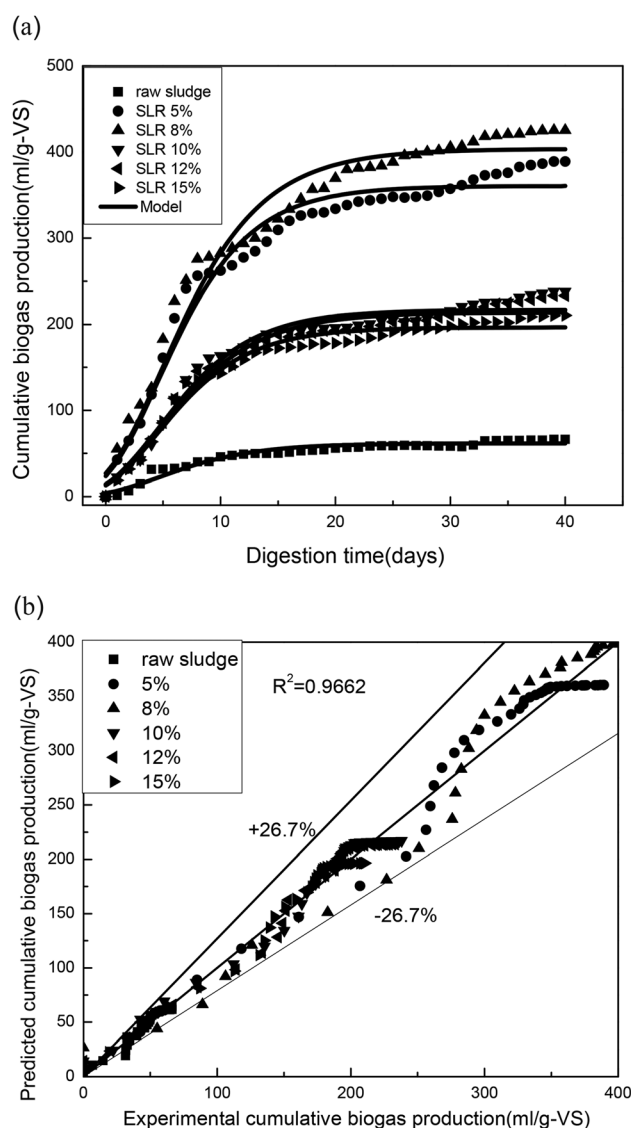 (a)
500
400
300
200
100
0
Cumulative biogas production(ml/g-VS)
raw sludge
SLR 5%
SLR 8%
SLR 10%
SLR 12%
SLR 15%
Model
0 10 20 30 40
Digestion time(days)
(b)
400
350
300
250
200
150
100
50
0
Predicted cumulative biogas production(ml/g-VS)
raw sludge
5%
8%
10%
12%
15%
R²=0.9662
+26.7%
-26.7%
0 100 200 300 400
Experimental cumulative biogas production(ml/g-VS)